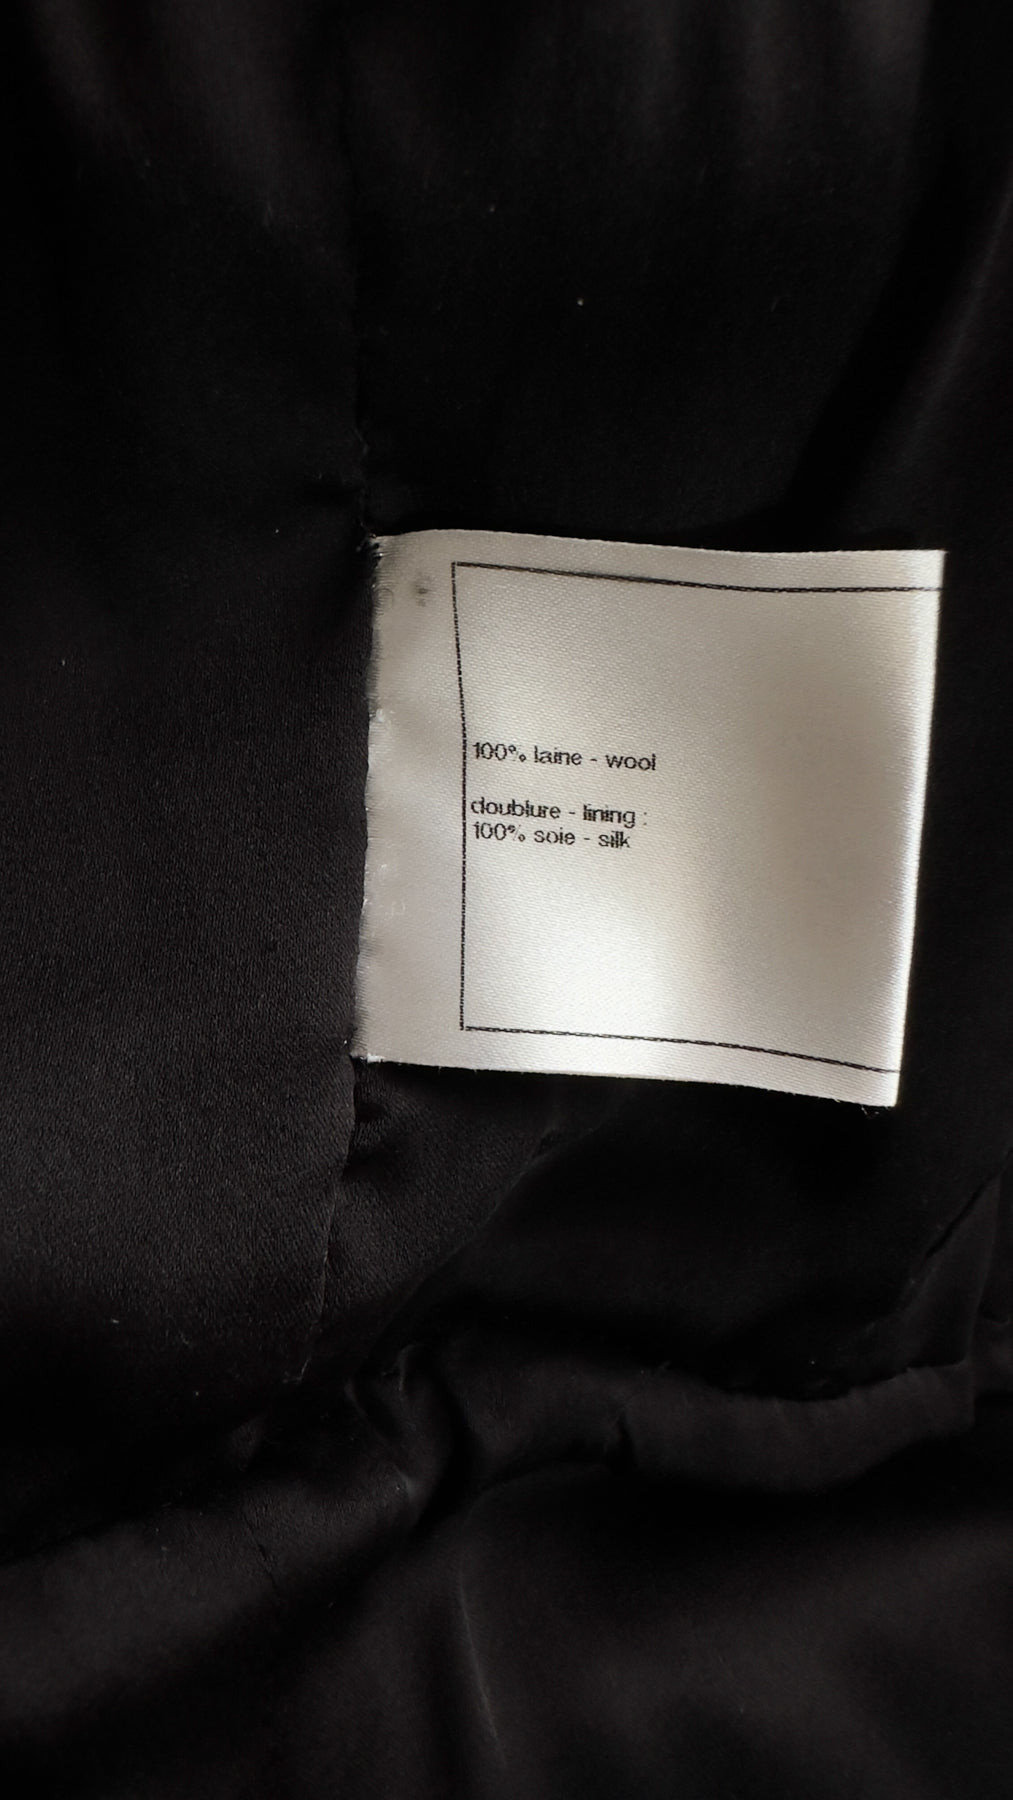 100% laine - wool
doublure - lining :
100% soie - silk